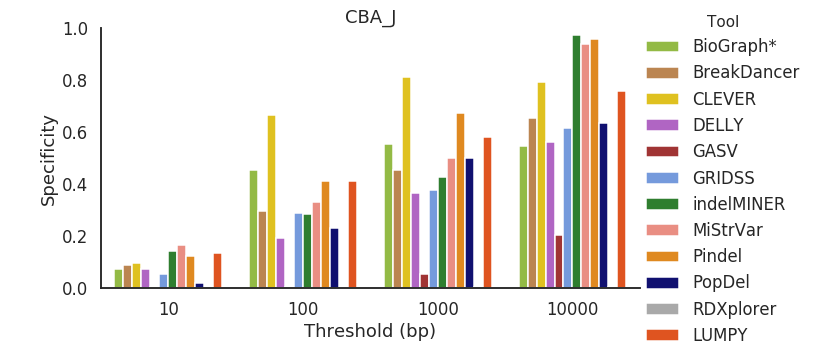 CBA_J
Specificity
1.0
0.8
0.6
0.4
0.2
0.0
10
100
1000
10000
Threshold (bp)
Tool
BioGraph*
BreakDancer
CLEVER
DELLY
GASV
GRIDSS
indelMINER
MiStrVar
Pindel
PopDel
RDXplorer
LUMPY